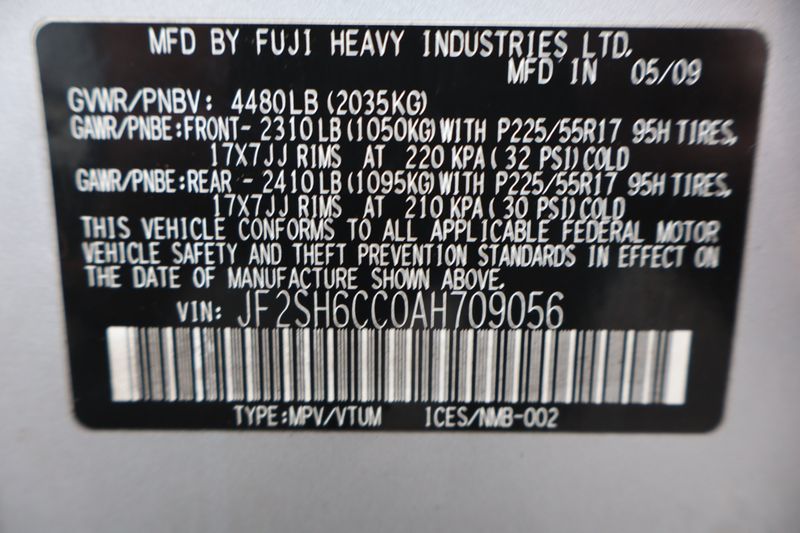 MFD BY FUJI HEAVY INDUSTRIES LTD.
MFD IN 05/09
GVWR/PNBV: 4480LB (2035KG)
GAWR/PNBE:FRONT- 2310LB(1050KG)WITH P225/55R17 95H TIRES,
17X7JJ RIMS AT 220 KPA( 32 PSI)COLD
GAWR/PNBE:REAR - 2410LB(1095KG)WITH P225/55R17 95H TIRES,
17X7JJ RIMS AT 210 KPA( 30 PSI)COLD
THIS VEHICLE CONFORMS TO ALL APPLICABLE FEDERAL MOTOR
VEHICLE SAFETY AND THEFT PREVENTION STANDARDS IN EFFECT ON
THE DATE OF MANUFACTURE SHOWN ABOVE.
VIN: JF2SH6CC0AH709056
TYPE:MPV/VTUM ICES/NMB-002